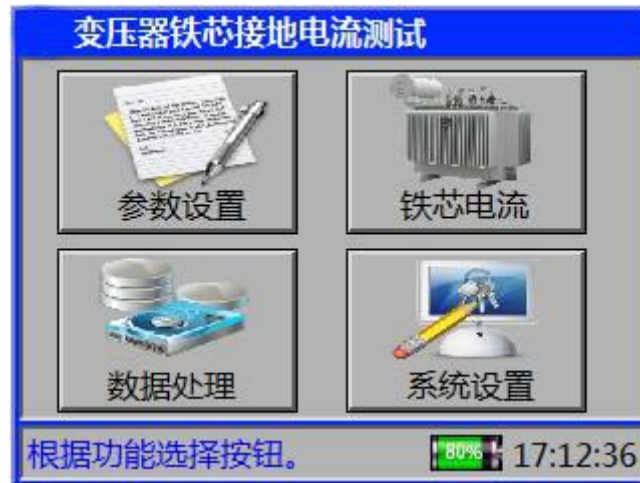 变压器铁芯接地电流测试
参数设置
铁芯电流
数据处理
系统设置
根据功能选择按钮。
80%
17:12:36